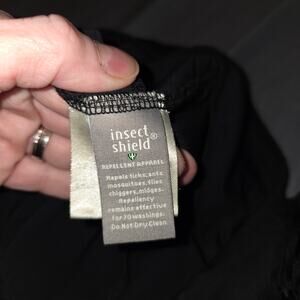 insect
shield®
REPELLENT APPAREL
Repels ticks, ants,
mosquitoes, flies
chiggers, midges.
Repellency
remains effective
for 70 washings.
Do Not Dry Clean